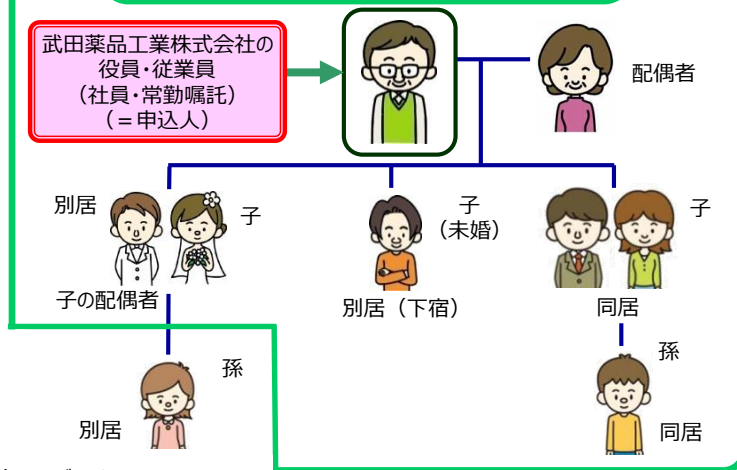 武田薬品工業株式会社の
役員・従業員
（社員・常勤嘱託）
（＝申込人）
配偶者
別居
子
子
（未婚）
子
子の配偶者
別居（下宿）
同居
孫
孫
別居
同居